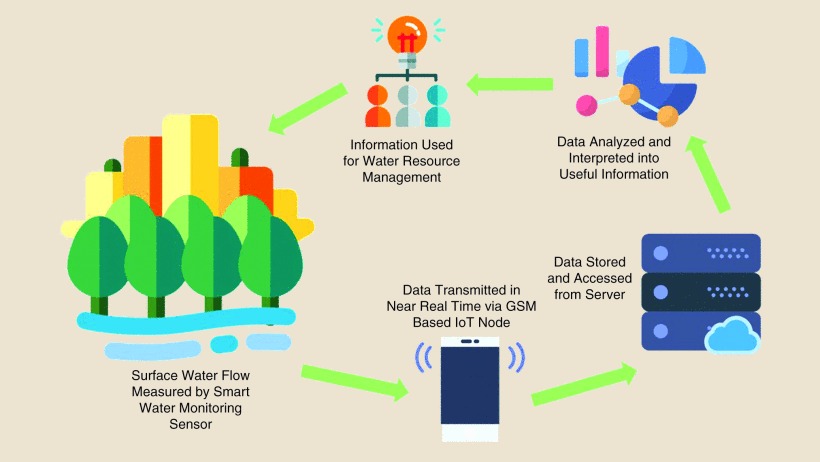 Information Used
for Water Resource
Management
Data Analyzed and
Interpreted into
Useful Information
Data Stored
and Accessed
from Server
Data Transmitted in
Near Real Time via GSM
Based IoT Node
Surface Water Flow
Measured by Smart
Water Monitoring
Sensor